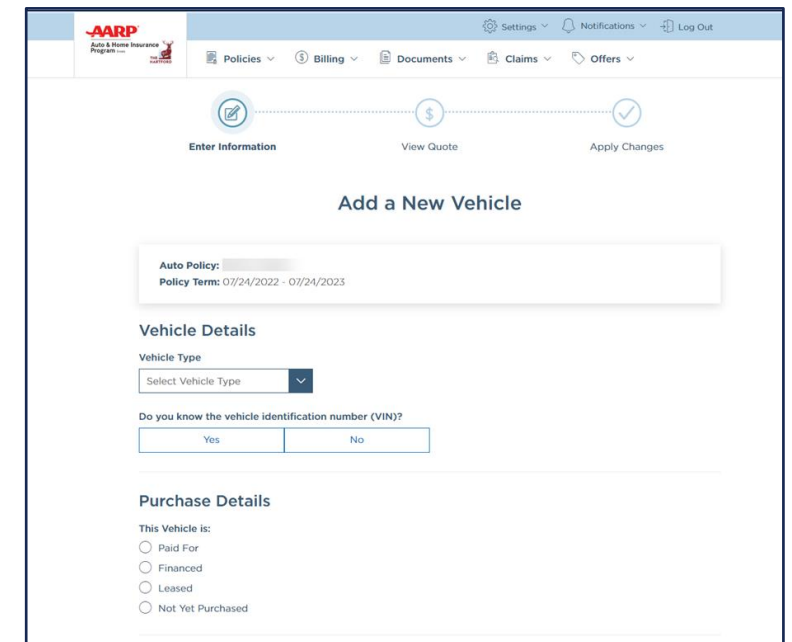 Settings Notifications Log Out
AARP
Auto & Home Insurance
Program
THE
HARTFORD
Policies Billing Documents Claims Offers
$
Enter Information View Quote Apply Changes
Add a New Vehicle
Auto Policy:
Policy Term: 07/24/2022 - 07/24/2023
Vehicle Details
Vehicle Type
Select Vehicle Type
Do you know the vehicle identification number (VIN)?
Yes No
Purchase Details
This Vehicle is:
Paid For
Financed
Leased
Not Yet Purchased